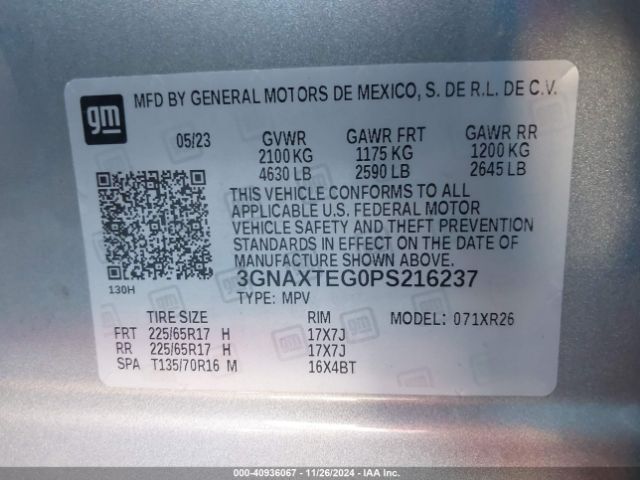 gm
MFD BY GENERAL MOTORS DE MEXICO, S. DE R.L. DE C.V.
05/23 GVWR GAWR FRT GAWR RR
2100 KG 1175 KG 1200 KG
4630 LB 2590 LB 2645 LB
THIS VEHICLE CONFORMS TO ALL
APPLICABLE U.S. FEDERAL MOTOR
VEHICLE SAFETY AND THEFT PREVENTION
STANDARDS IN EFFECT ON THE DATE OF
MANUFACTURE SHOWN ABOVE.
130H
3GNAXTEG0PS216237
TYPE: MPV
TIRE SIZE RIM MODEL: 071XR26
FRT 225/65R17 H 17X7J
RR 225/65R17 H 17X7J
SPA T135/70R16 M 16X4BT
000-40936067 - 11/26/2024 - IAA Inc.